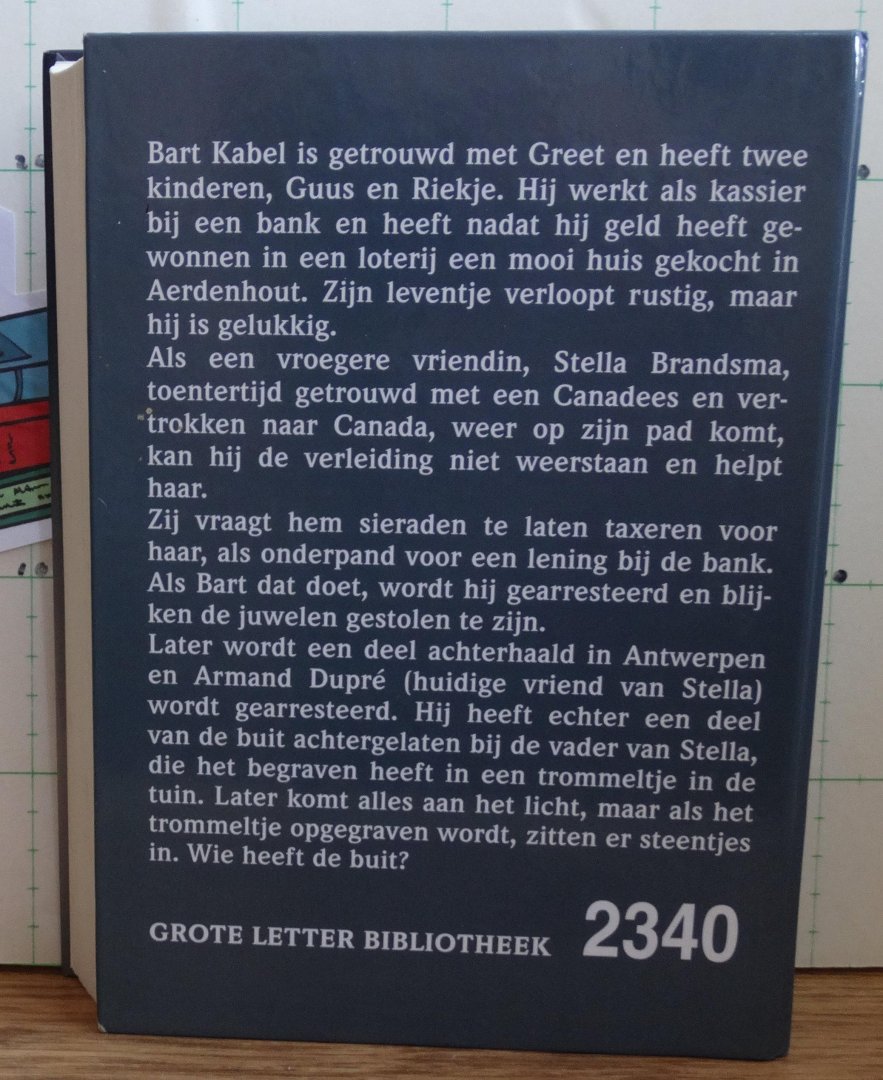 Bart Kabel is getrouwd met Greet en heeft twee
kinderen, Guus en Riekje. Hij werkt als kassier
bij een bank en heeft nadat hij geld heeft ge-
wonnen in een loterij een mooi huis gekocht in
Aerdenhout. Zijn leventje verloopt rustig, maar
hij is gelukkig.
Als een vroegere vriendin, Stella Brandsma,
toentertijd getrouwd met een Canadees en ver-
trokken naar Canada, weer op zijn pad komt,
kan hij de verleiding niet weerstaan en helpt
haar.
Zij vraagt hem sieraden te laten taxeren voor
haar, als onderpand voor een lening bij de bank.
Als Bart dat doet, wordt hij gearresteerd en blij-
ken de juwelen gestolen te zijn.
Later wordt een deel achterhaald in Antwerpen
en Armand Dupré (huidige vriend van Stella)
wordt gearresteerd. Hij heeft echter een deel
van de buit achtergelaten bij de vader van Stella,
die het begraven heeft in een trommeltje in de
tuin. Later komt alles aan het licht, maar als het
trommeltje opgegraven wordt, zitten er steentjes
in. Wie heeft de buit?
GROTE LETTER BIBLIOTHEEK 2340